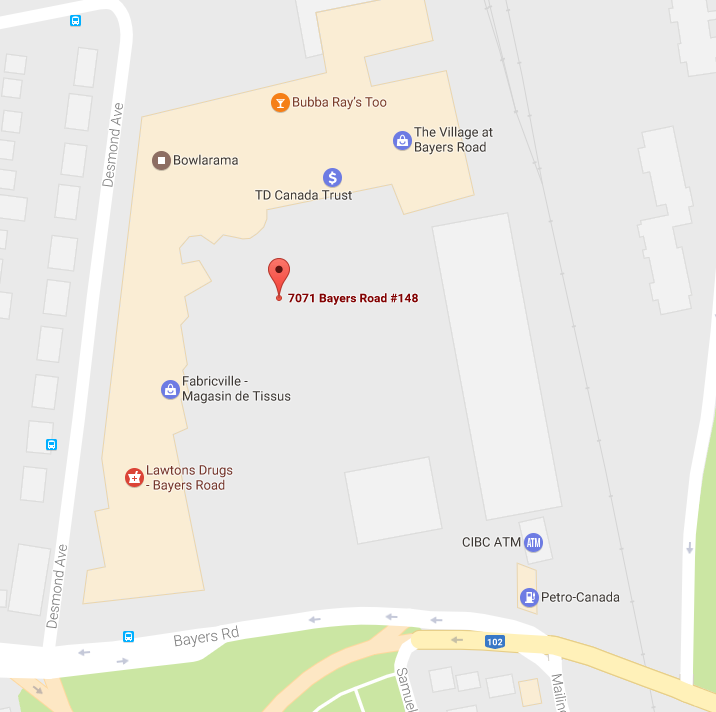 Desmond Ave
Bubba Ray's Too
The Village at
Bayers Road
Bowlarama
$
TD Canada Trust
7071 Bayers Road #148
Fabricville -
Magasin de Tissus
Lawtons Drugs
- Bayers Road
CIBC ATM
ATM
Petro-Canada
Desmond Ave
Bayers Rd
102
Samuel
Mailing